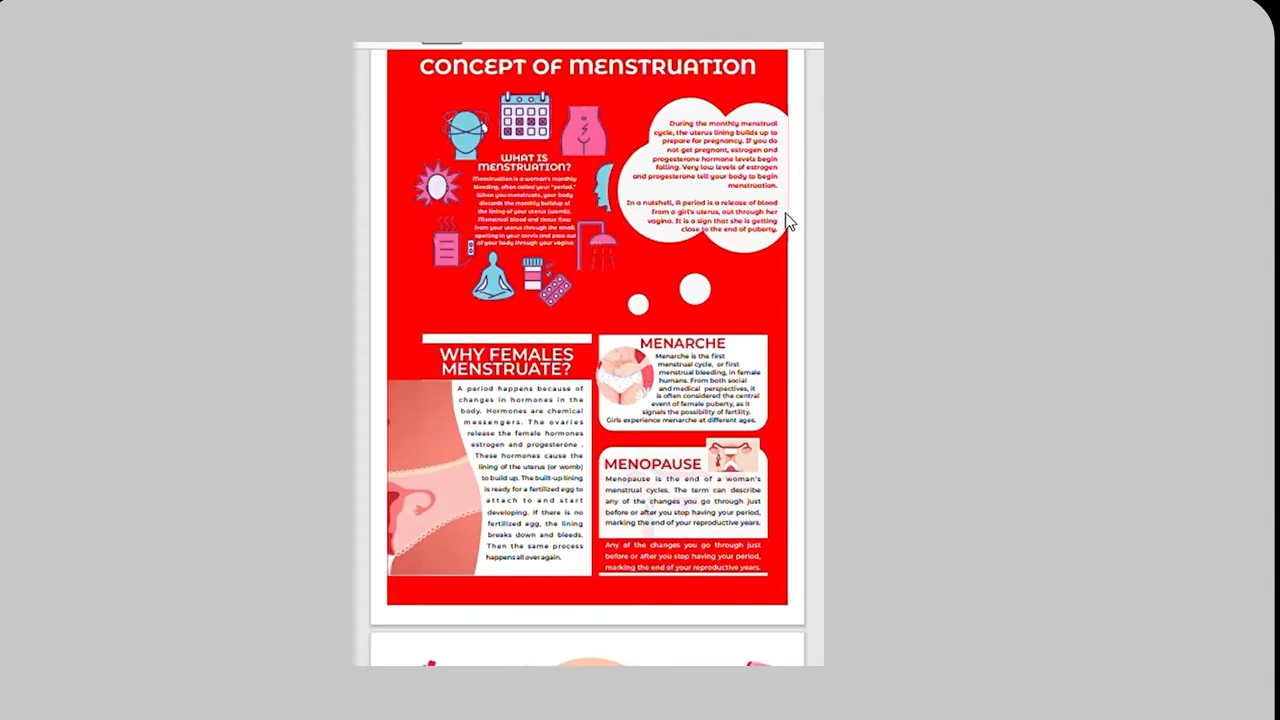 CONCEPT OF MENSTRUATION
WHAT IS
MENSTRUATION?
Menstruation is a woman's monthly
bleeding, often called your "period."
When you menstruate, your body
discards the monthly buildup of
the lining of your uterus (womb).
Menstrual blood and tissue flow
from your uterus through the small
opening in your cervix and pass out
of your body through your vagina
During the monthly menstrual
cycle, the uterus lining builds up to
prepare for pregnancy. If you do
not get pregnant, estrogen and
progesterone hormone levels begin
falling. Very low levels of estrogen
and progesterone tell your body to begin
menstruation.
In a nutshell, A period is a release of blood
from a girl's uterus, out through her
vagina. It is a sign that she is getting
close to the end of puberty.
WHY FEMALES
MENSTRUATE?
A period happens because of
changes in hormones in the
body. Hormones are chemical
messengers. The ovaries
release the female hormones
estrogen and progesterone .
These hormones cause the
lining of the uterus (or womb)
to build up. The built-up lining
is ready for a fertilized egg to
attach to and start
developing. If there is no
fertilized egg, the lining
breaks down and bleeds.
Then the same process
happens all over again.
MENARCHE
Menarche is the first
menstrual cycle, or first
menstrual bleeding, in female
humans. From both social
and medical perspectives, it
is often considered the central
event of female puberty, as it
signals the possibility of fertility.
Girls experience menarche at different ages.
MENOPAUSE
Menopause is the end of a woman's
menstrual cycles. The term can describe
any of the changes you go through just
before or after you stop having your period,
marking the end of your reproductive years.
Any of the changes you go through just
before or after you stop having your period,
marking the end of your reproductive years.